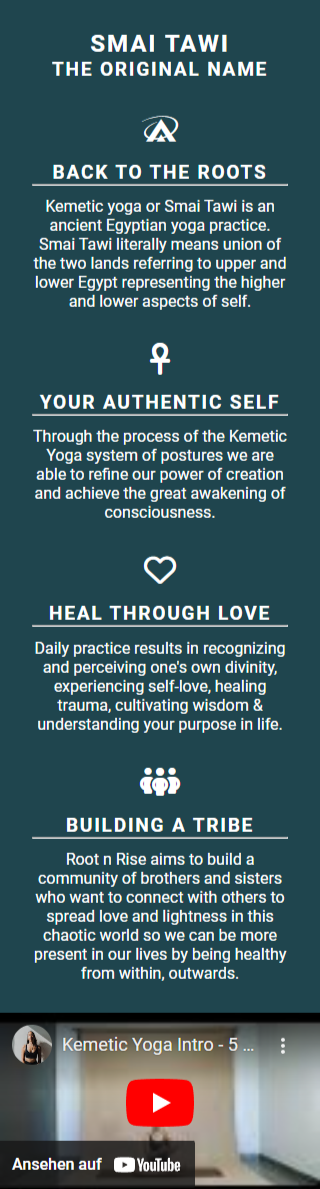 SMAI TAWI
THE ORIGINAL NAME
BACK TO THE ROOTS
Kemetic yoga or Smai Tawi is an
ancient Egyptian yoga practice.
Smai Tawi literally means union of
the two lands referring to upper and
lower Egypt representing the higher
and lower aspects of self.
YOUR AUTHENTIC SELF
Through the process of the Kemetic
Yoga system of postures we are
able to refine our power of creation
and achieve the great awakening of
consciousness.
HEAL THROUGH LOVE
Daily practice results in recognizing
and perceiving one's own divinity,
experiencing self-love, healing
trauma, cultivating wisdom &
understanding your purpose in life.
BUILDING A TRIBE
Root n Rise aims to build a
community of brothers and sisters
who want to connect with others to
spread love and lightness in this
chaotic world so we can be more
present in our lives by being healthy
from within, outwards.
Kemetic Yoga Intro - 5 ...
Ansehen auf YouTube